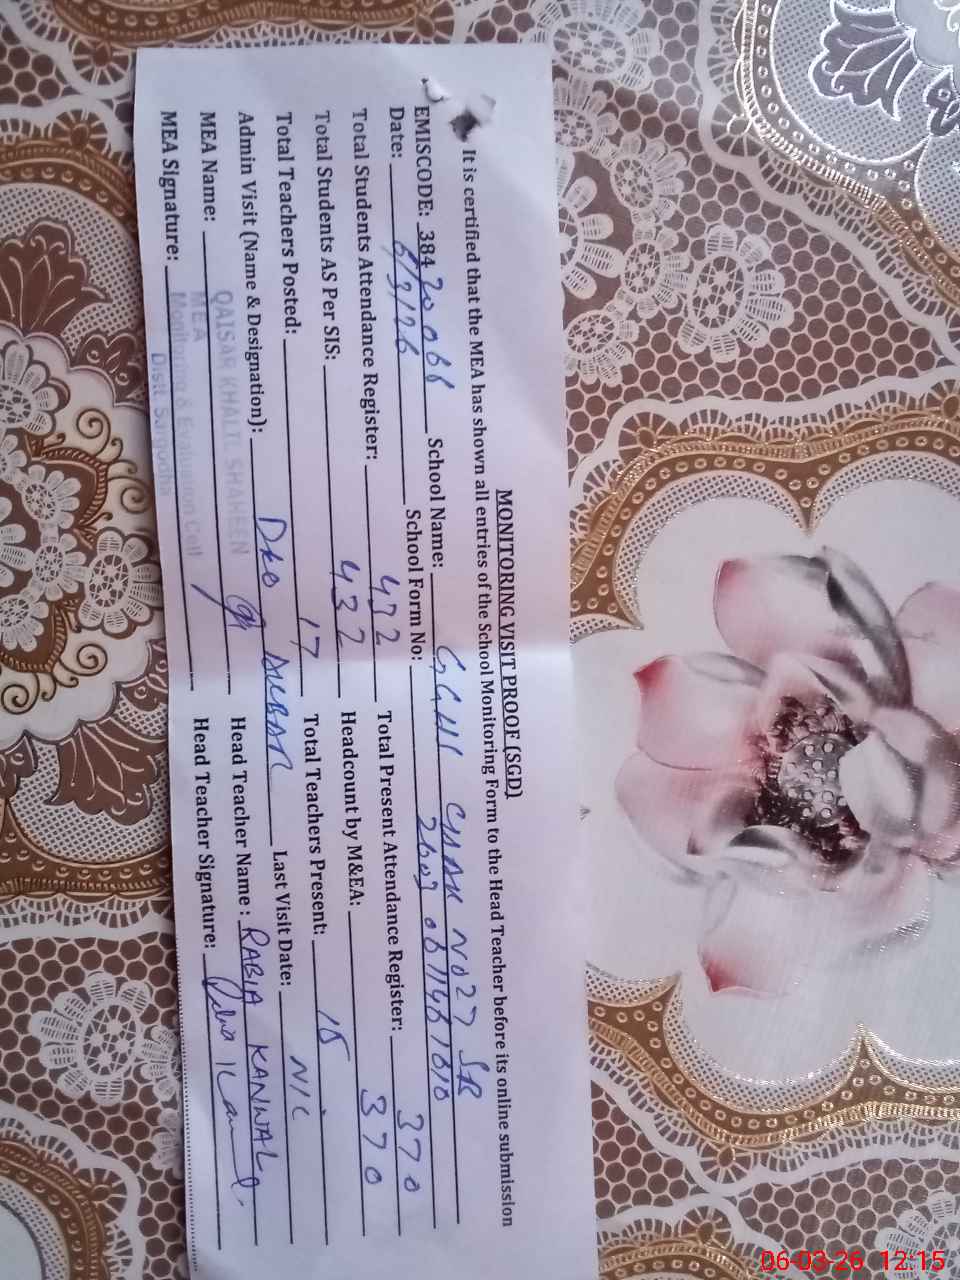 MONITORING VISIT PROOF (SGD)
It is certified that the MEA has shown all entries of the School Monitoring Form to the Head Teacher before its online submission
EMISCODE: 38420088 School Name: GGHS CHAK NO 27 SB
Date: 6/3/26 School Form No:
Total Students Attendance Register: 432 Total Present Attendance Register: 370
Total Students AS Per SIS: 432 Headcount by M&EA: 370
Total Teachers Posted: 17 Total Teachers Present: 15
Admin Visit (Name & Designation): Last Visit Date:
MEA Name: QAISAR KHALIL SHAHEEN Head Teacher Name : RABIA KANWAL
MEA
MEA Signature: Monitoring & Evaluation Cell Head Teacher Signature:
Distt. Sargodha
06-03-26 12:15